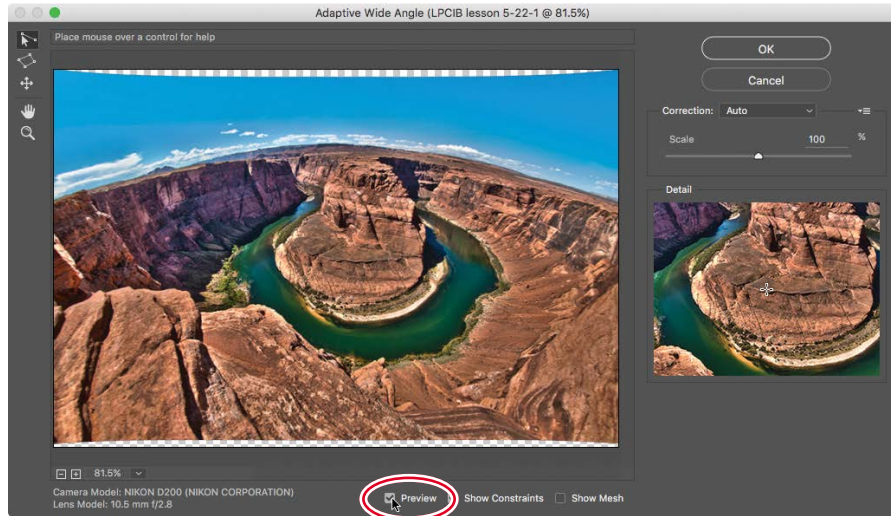 Adaptive Wide Angle (LPCIB lesson 5-22-1 @ 81.5%)
Place mouse over a control for help
OK
Cancel
Correction: Auto
Scale 100 %
Detail
81.5%
Camera Model: NIKON D200 (NIKON CORPORATION)
Lens Model: 10.5 mm f/2.8
Preview Show Constraints Show Mesh